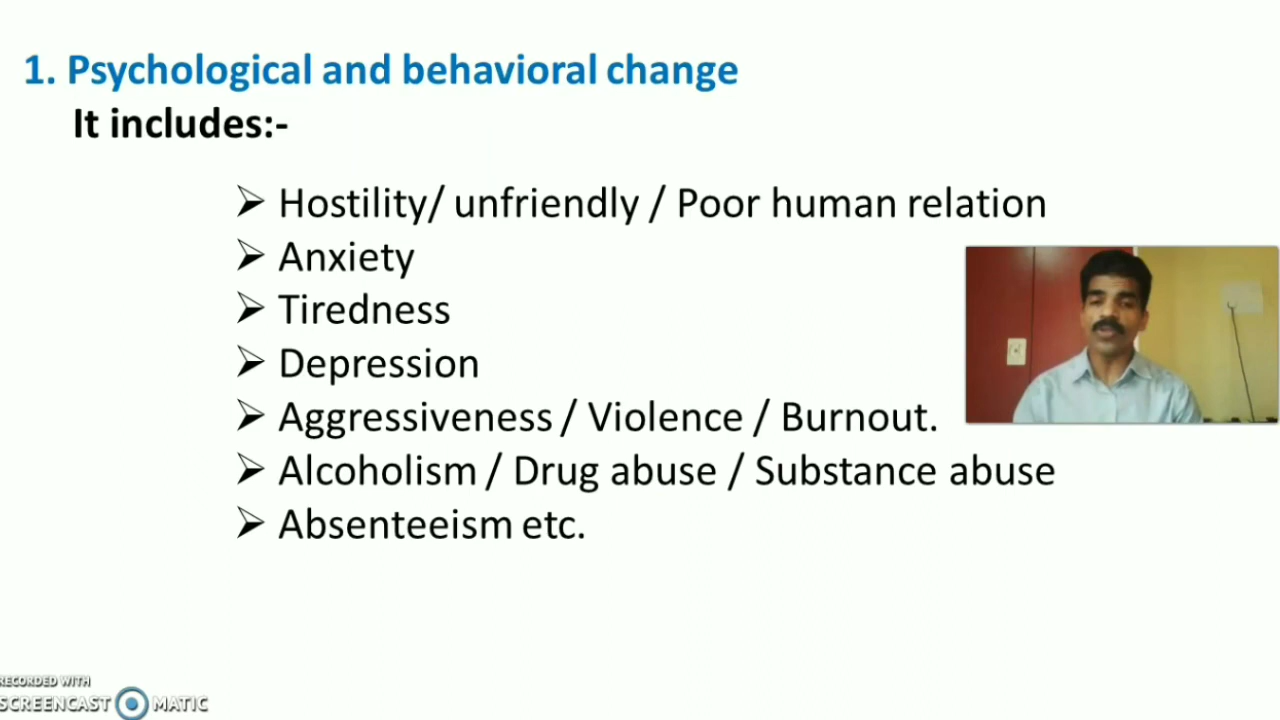 1. Psychological and behavioral change
It includes:-
➢ Hostility/ unfriendly / Poor human relation
➢ Anxiety
➢ Tiredness
➢ Depression
➢ Aggressiveness / Violence / Burnout.
➢ Alcoholism / Drug abuse / Substance abuse
➢ Absenteeism etc.
RECORDED WITH
SCREENCAST MATIC